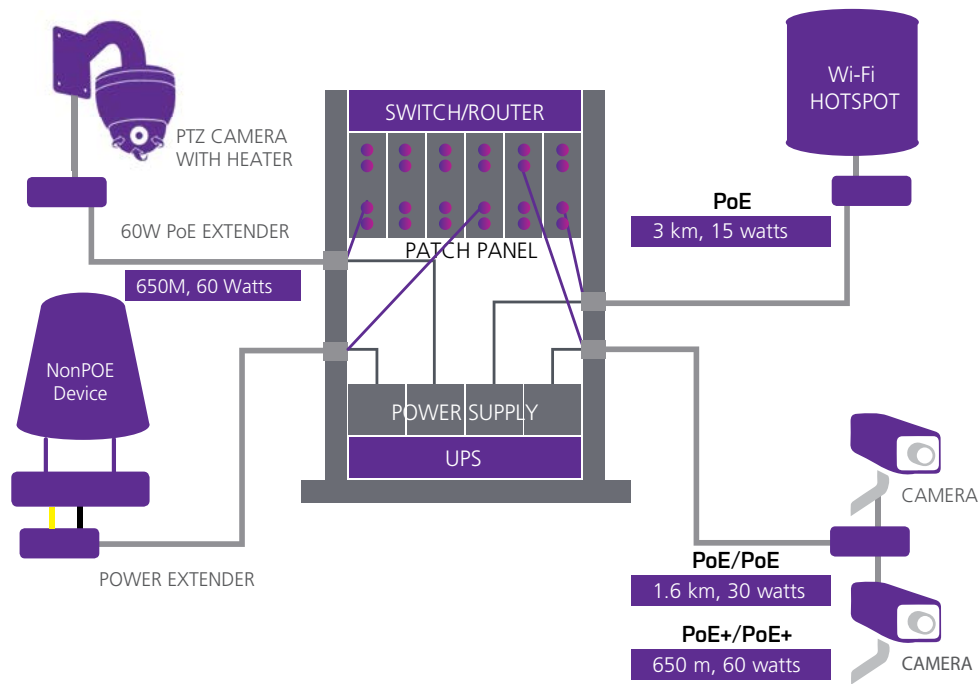 PTZ CAMERA
WITH HEATER
60W PoE EXTENDER
650M, 60 Watts
NonPOE
Device
POWER EXTENDER
SWITCH/ROUTER
PATCH PANEL
POWER SUPPLY
UPS
Wi-Fi
HOTSPOT
PoE
3 km, 15 watts
CAMERA
PoE/PoE
1.6 km, 30 watts
PoE+/PoE+
650 m, 60 watts
CAMERA